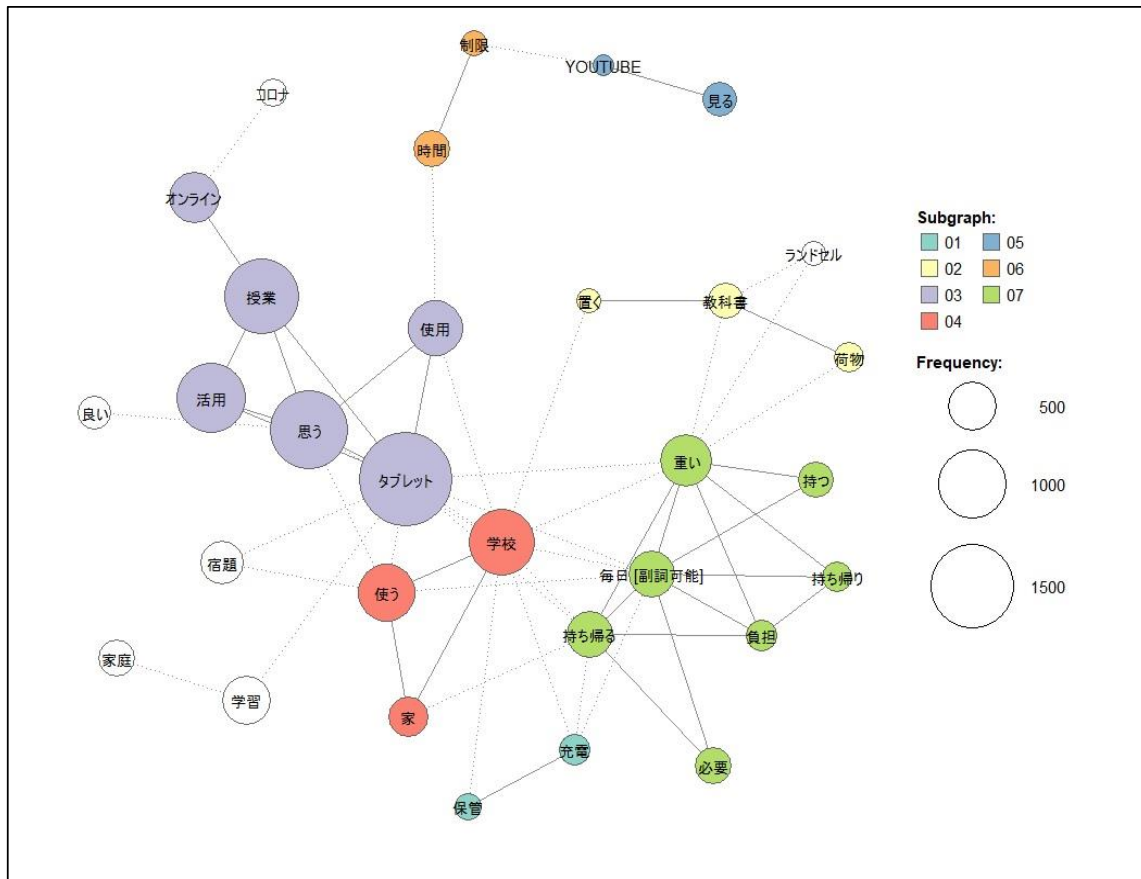 制限
YOUTUBE
見る
コロナ
時間
オンライン
Subgraph:
01 05
02 06
03 07
04
ランドセル
授業
置く
教科書
使用
荷物
Frequency:
500
1000
1500
活用
良い
思う
タブレット
重い
持つ
学校
宿題
使う
毎日 [副詞可能]
持ち帰り
持ち帰る
負担
家庭
学習
家
充電
必要
保管